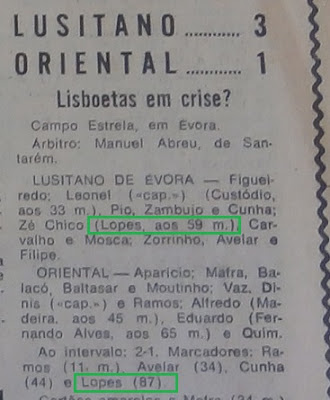 LUSITANO ............ 3
ORIENTAL ............ 1
Lisboetas em crise?
Campo Estrela, em Évora.
Árbitro: Manuel Abreu, de San-
tarém.
LUSITANO DE ÉVORA — Figuei-
redo; Leonel («cap.») (Custódio,
aos 33 m.), Pio, Zambujo e Cunha;
Zé Chico (Lopes, aos 59 m.), Car-
valho e Mosca; Zorrinho, Avelar e
Filipe.
ORIENTAL — Aparício; Mafra, Ba-
lacó, Baltasar e Moutinho; Vaz, Di-
nis («cap.») e Ramos; Alfredo (Ma-
deira, aos 45 m.), Eduardo (Fer-
nando Alves, aos 65 m.) e Quim.
Ao intervalo: 2-1. Marcadores: Ra-
mos (11 m.), Avelar (34), Cunha
(44) e Lopes (87).